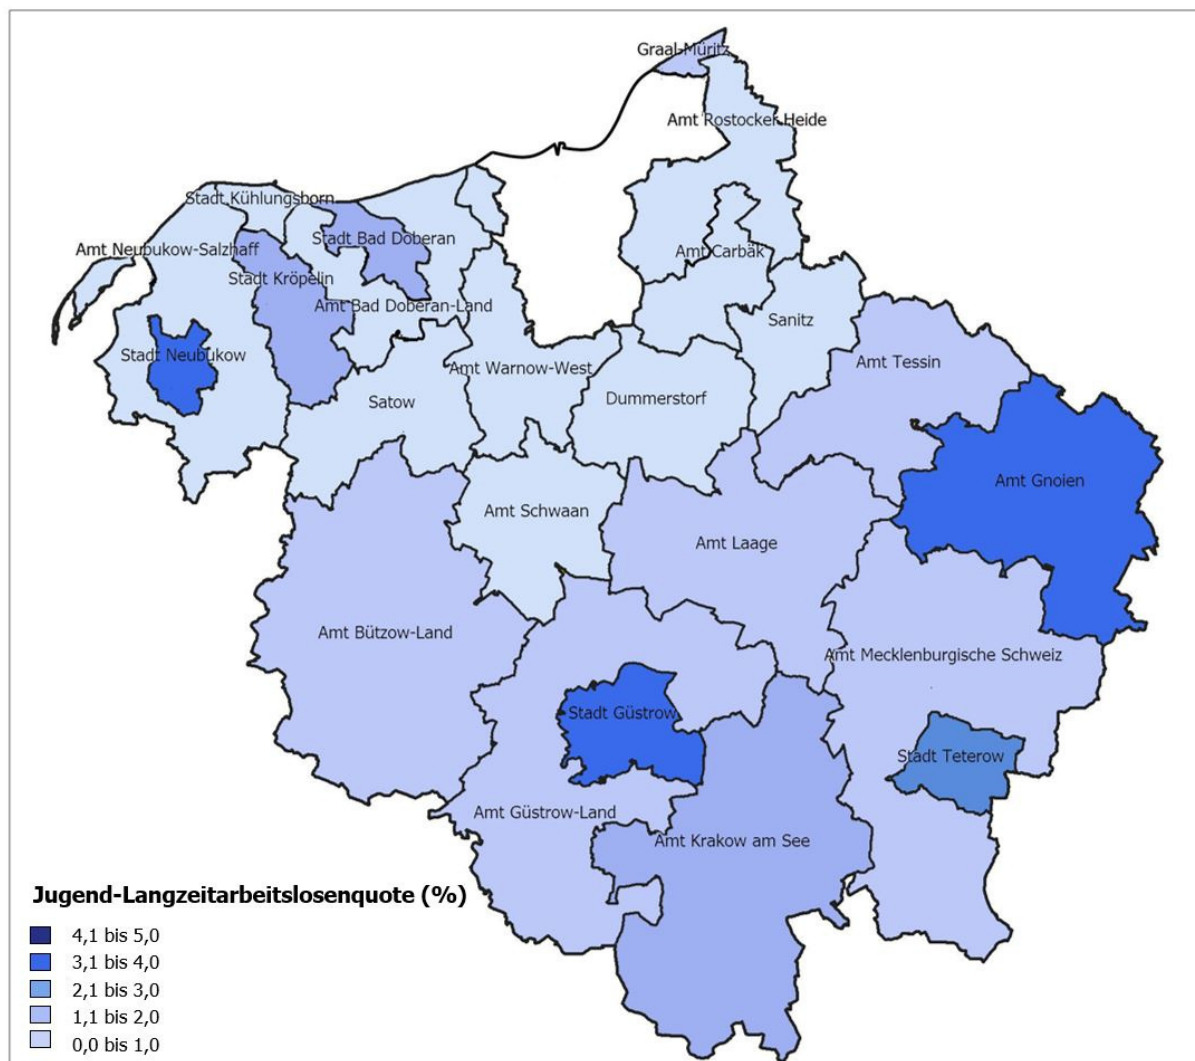 Graal-Müritz
Amt Rostocker Heide
Stadt Kühlungsborn
Stadt Bad Doberan
Amt Neubukow-Salzhaff
Amt Carbäk
Stadt Kröpelin
Amt Bad Doberan-Land
Sanitz
Stadt Neubukow
Amt Tessin
Amt Warnow-West
Satow
Dummerstorf
Amt Gnoien
Amt Schwaan
Amt Laage
Amt Bützow-Land
Amt Mecklenburgische Schweiz
Stadt Güstrow
Stadt Teterow
Amt Güstrow-Land
Amt Krakow am See
Jugend-Langzeitarbeitslosenquote (%)
4,1 bis 5,0
3,1 bis 4,0
2,1 bis 3,0
1,1 bis 2,0
0,0 bis 1,0